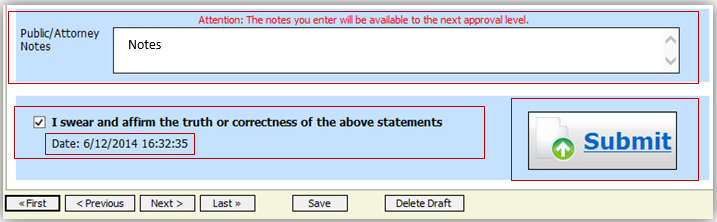 Attention: The notes you enter will be available to the next approval level.
Public/Attorney
Notes
Notes
I swear and affirm the truth or correctness of the above statements
Date: 6/12/2014 16:32:35
Submit
« First < Previous Next > Last » Save Delete Draft